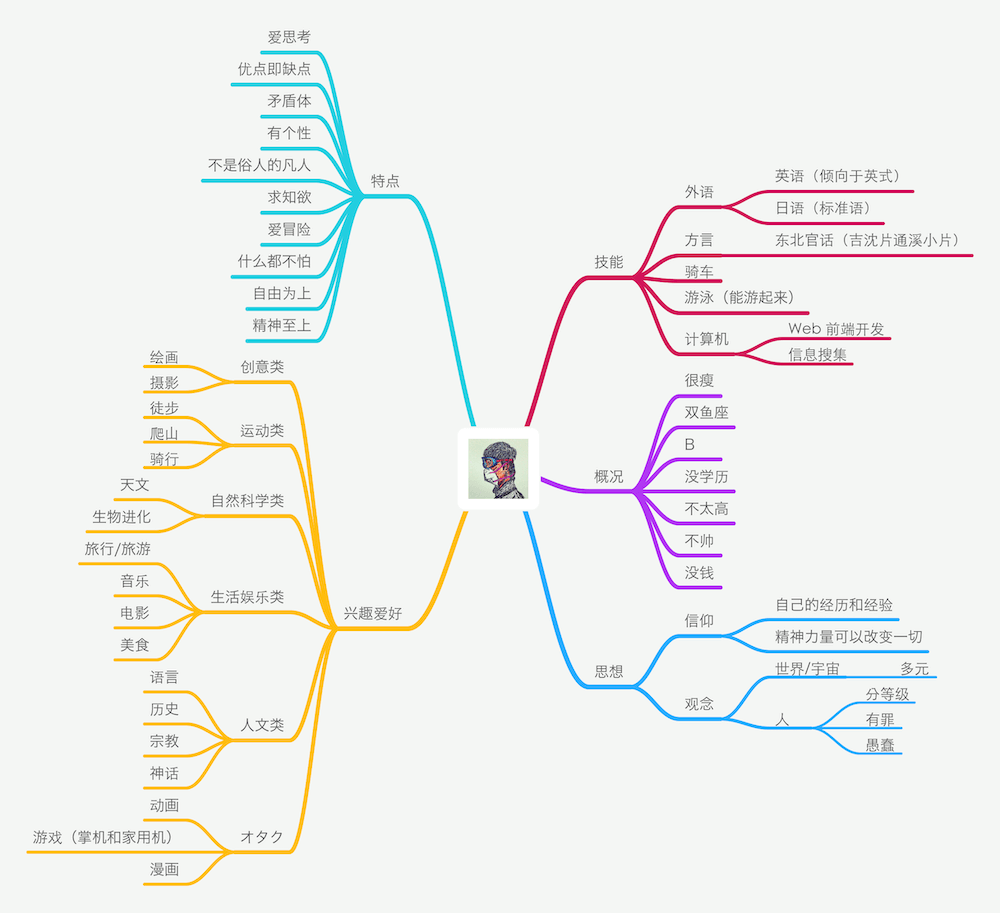 特点
爱思考
优点即缺点
矛盾体
有个性
不是俗人的凡人
求知欲
爱冒险
什么都不怕
自由为上
精神至上
技能
外语
英语（倾向于英式）
日语（标准语）
方言
东北官话（吉沈片通溪小片）
骑车
游泳（能游起来）
计算机
Web 前端开发
信息搜集
概况
很瘦
双鱼座
B
没学历
不太高
不帅
没钱
思想
信仰
自己的经历和经验
精神力量可以改变一切
观念
世界/宇宙
多元
人
分等级
有罪
愚蠢
兴趣爱好
创意类
绘画
摄影
运动类
徒步
爬山
骑行
自然科学类
天文
生物进化
生活娱乐类
旅行/旅游
音乐
电影
美食
人文类
语言
历史
宗教
神话
オタク
动画
游戏（掌机和家用机）
漫画